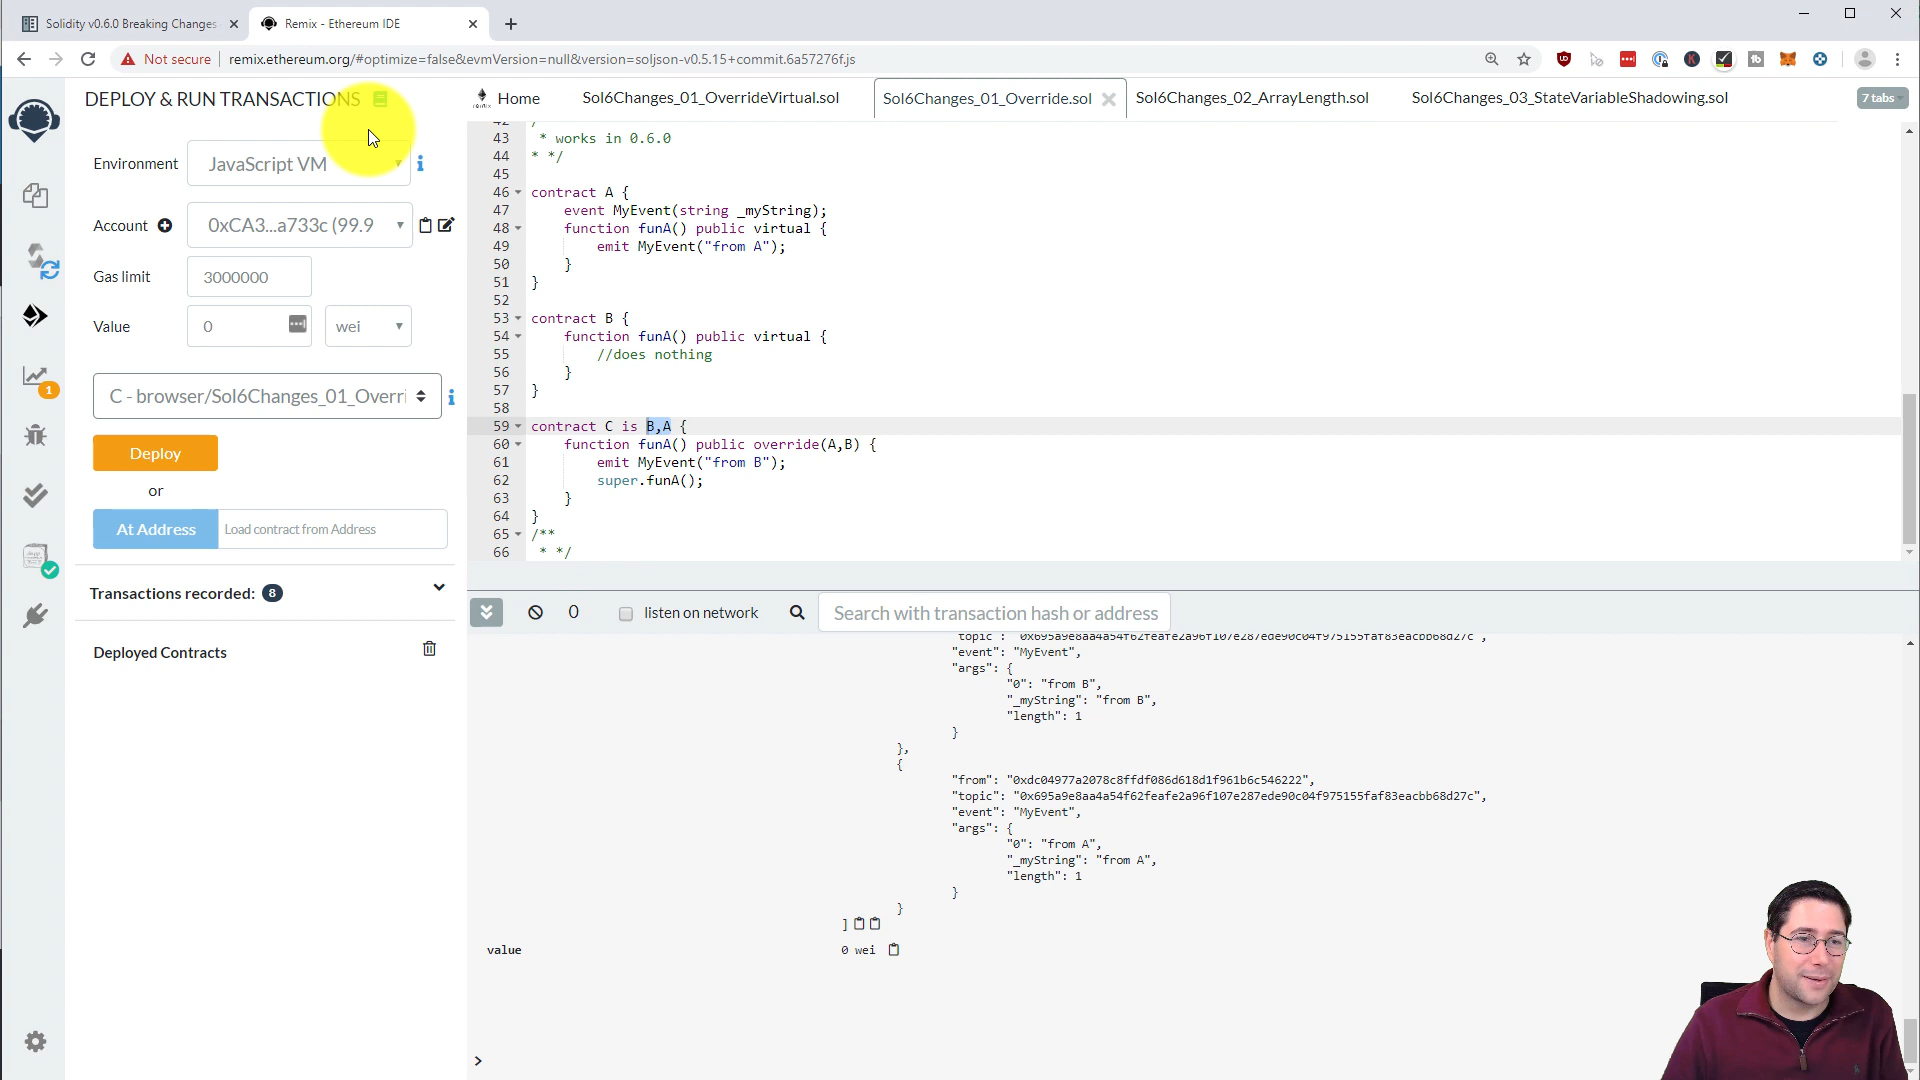 Solidity v0.6.0 Breaking Changes
Remix - Ethereum IDE
Not secure
remix.ethereum.org/#optimize=false&evmVersion=null&version=soljson-v0.5.15+commit.6a57276f.js
DEPLOY & RUN TRANSACTIONS
Home
Sol6Changes_01_OverrideVirtual.sol
Sol6Changes_01_Override.sol
Sol6Changes_02_ArrayLength.sol
Sol6Changes_03_StateVariableShadowing.sol
7 tabs
Environment
JavaScript VM
Account
0xCA3...a733c (99.9
Gas limit
3000000
Value
0
wei
C - browser/Sol6Changes_01_Overri
Deploy
or
At Address
Load contract from Address
Transactions recorded: 8
Deployed Contracts
1
42 /**
43 * works in 0.6.0
44 * */
45
46 contract A {
47 event MyEvent(string _myString);
48 function funA() public virtual {
49 emit MyEvent("from A");
50 }
51 }
52
53 contract B {
54 function funA() public virtual {
55 //does nothing
56 }
57 }
58
59 contract C is B,A {
60 function funA() public override(A,B) {
61 emit MyEvent("from B");
62 super.funA();
63 }
64 }
65 /**
66 * */
0
listen on network
Search with transaction hash or address
"topic": "0x695a9e8aa4a54f62feafe2a96f107e287ede90c04f975155faf83eacbb68d27c",
"event": "MyEvent",
"args": {
"0": "from B",
"_myString": "from B",
"length": 1
}
},
{
"from": "0xdc04977a2078c8ffdf086d618d1f961b6c546222",
"topic": "0x695a9e8aa4a54f62feafe2a96f107e287ede90c04f975155faf83eacbb68d27c",
"event": "MyEvent",
"args": {
"0": "from A",
"_myString": "from A",
"length": 1
}
}
]
value
0 wei
>